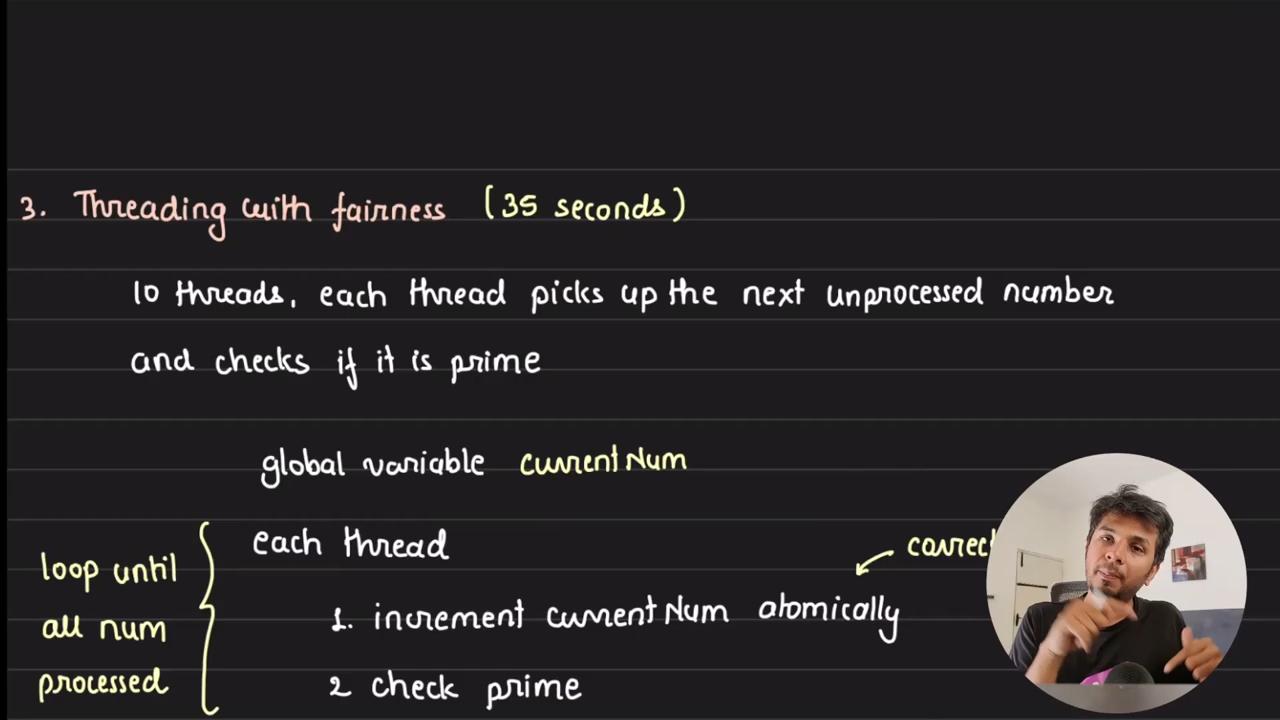 3. Threading with fairness (35 seconds)
10 threads, each thread picks up the next unprocessed number
and checks if it is prime
global variable currentNum
each thread
loop until
all num
processed
1. increment currentNum atomically
2 check prime